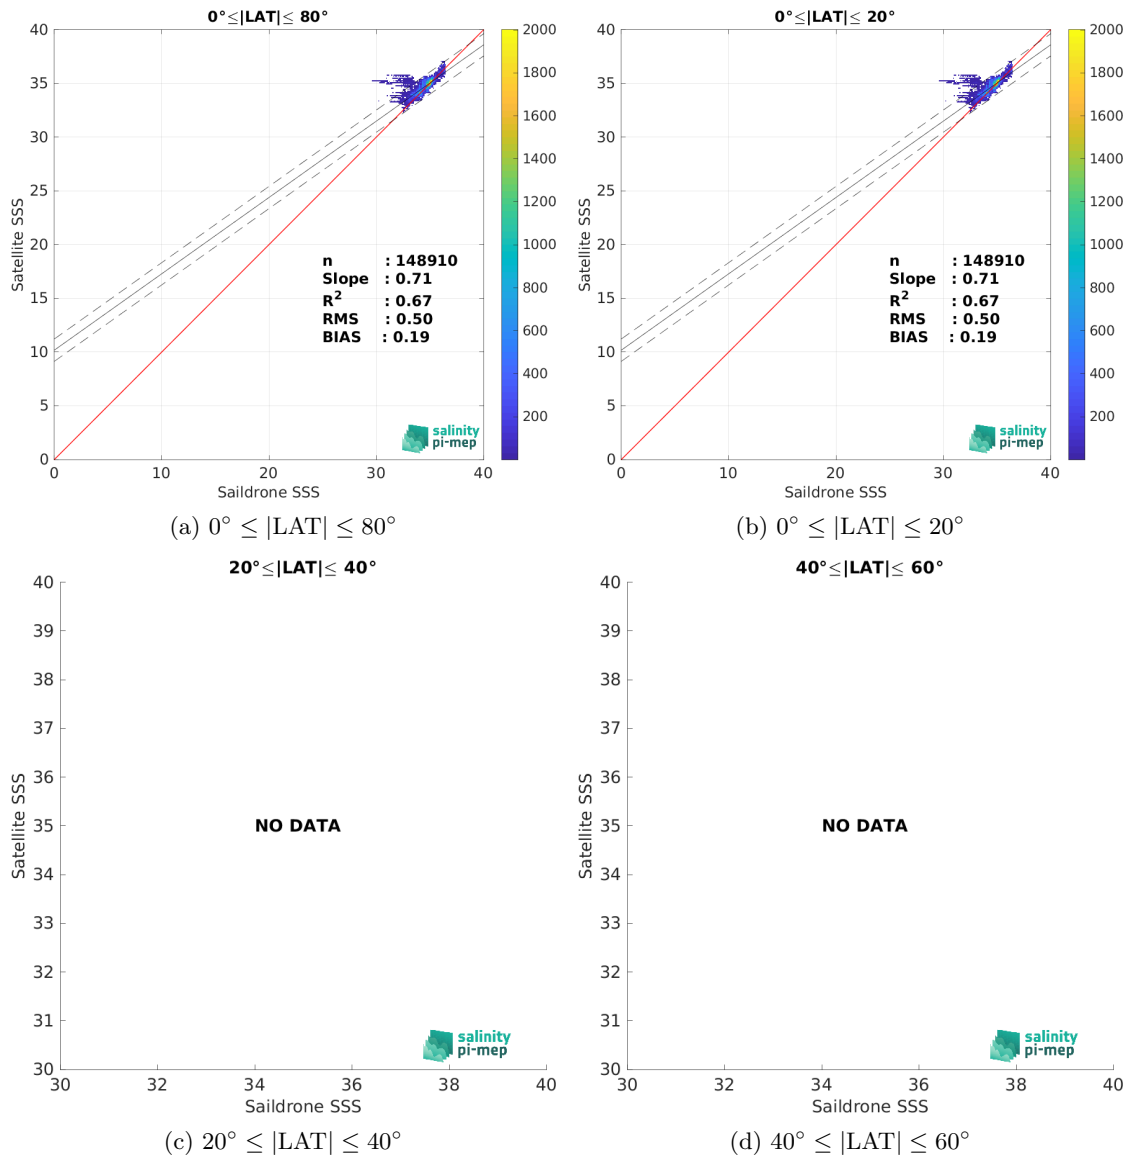 0°≤|LAT|≤ 80°
40
35
30
25
20
15
10
5
0
Satellite SSS
n : 148910
Slope : 0.71
R² : 0.67
RMS : 0.50
BIAS : 0.19
salinity
pi-mep
0 10 20 30 40
Saildrone SSS
2000
1800
1600
1400
1200
1000
800
600
400
200
(a) 0° ≤ |LAT| ≤ 80°
0°≤|LAT|≤ 20°
40
35
30
25
20
15
10
5
0
Satellite SSS
n : 148910
Slope : 0.71
R² : 0.67
RMS : 0.50
BIAS : 0.19
salinity
pi-mep
0 10 20 30 40
Saildrone SSS
2000
1800
1600
1400
1200
1000
800
600
400
200
(b) 0° ≤ |LAT| ≤ 20°
20°≤|LAT|≤ 40°
40
39
38
37
36
35
34
33
32
31
30
Satellite SSS
NO DATA
salinity
pi-mep
30 32 34 36 38 40
Saildrone SSS
(c) 20° ≤ |LAT| ≤ 40°
40°≤|LAT|≤ 60°
40
39
38
37
36
35
34
33
32
31
30
Satellite SSS
NO DATA
salinity
pi-mep
30 32 34 36 38 40
Saildrone SSS
(d) 40° ≤ |LAT| ≤ 60°